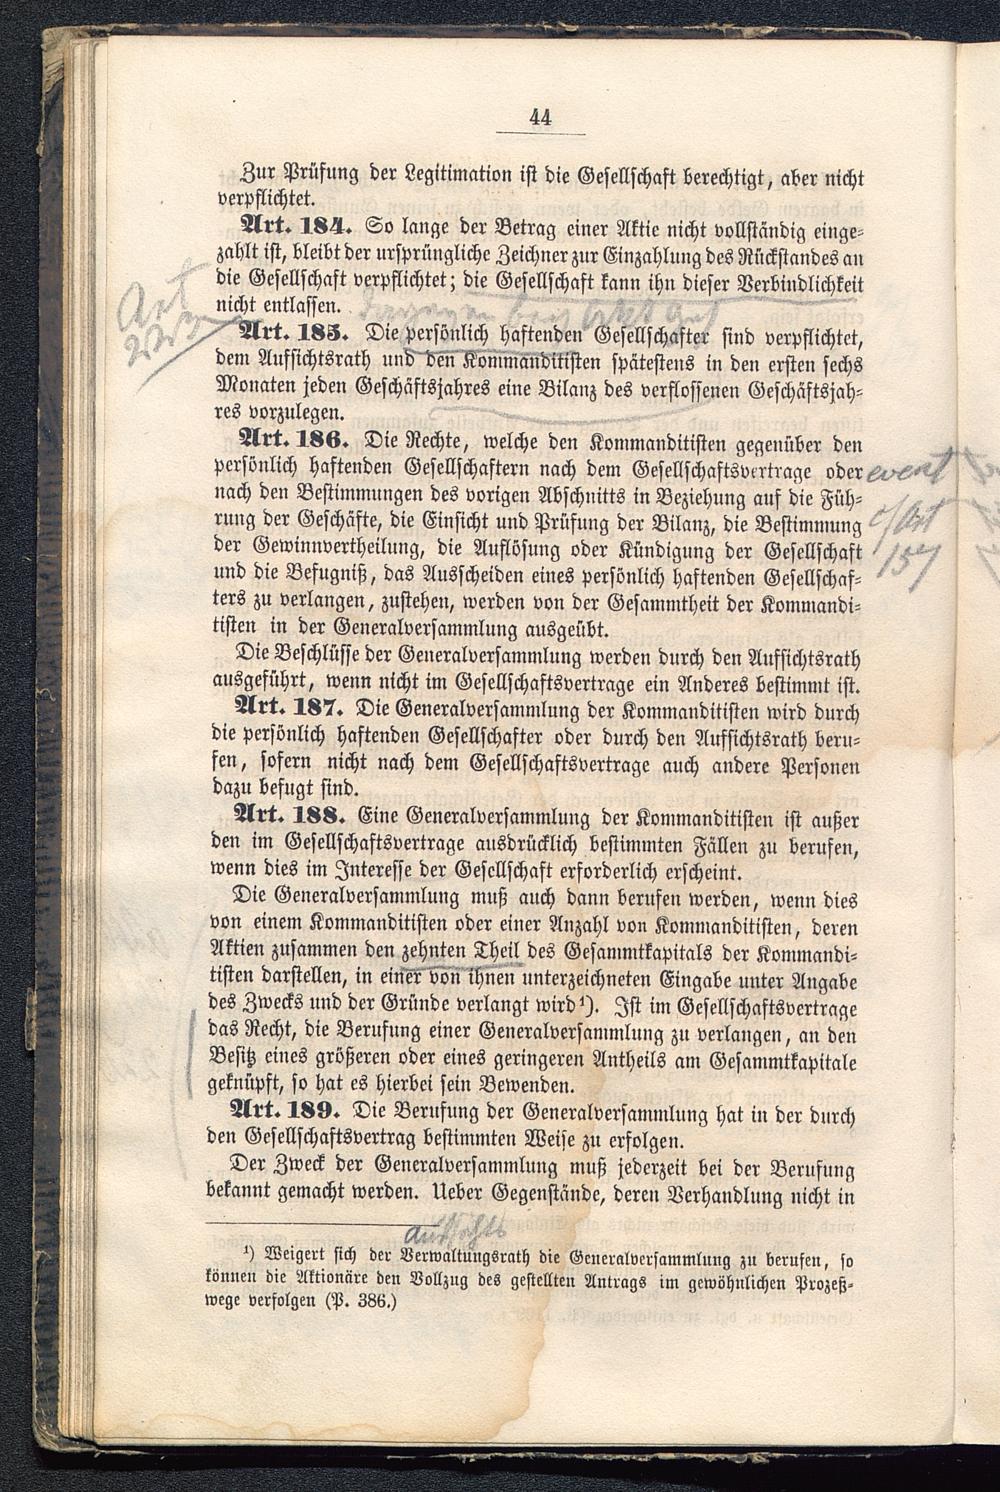 44
Zur Prüfung der Legitimation ist die Gesellschaft berechtigt, aber nicht
verpflichtet.
Art. 184. So lange der Betrag einer Aktie nicht vollständig einge-
zahlt ist, bleibt der ursprüngliche Zeichner zur Einzahlung des Rückstandes an
die Gesellschaft verpflichtet; die Gesellschaft kann ihn dieser Verbindlichkeit
nicht entlassen.
Art
Art. 185. Die persönlich haftenden Gesellschafter sind verpflichtet,
dem Aufsichtsrath und den Kommanditisten spätestens in den ersten sechs
Monaten jeden Geschäftsjahres eine Bilanz des verflossenen Geschäftsjah-
res vorzulegen.
Art. 186. Die Rechte, welche den Kommanditisten gegenüber den
persönlich haftenden Gesellschaftern nach dem Gesellschaftsvertrage oder
nach den Bestimmungen des vorigen Abschnitts in Beziehung auf die Füh-
rung der Geschäfte, die Einsicht und Prüfung der Bilanz, die Bestimmung
der Gewinnvertheilung, die Auflösung oder Kündigung der Gesellschaft
und die Befugniß, das Ausscheiden eines persönlich haftenden Gesellschaf-
ters zu verlangen, zustehen, werden von der Gesammtheit der Kommandi-
tisten in der Generalversammlung ausgeübt.
event
c/ Art
157
Die Beschlüsse der Generalversammlung werden durch den Aufsichtsrath
ausgeführt, wenn nicht im Gesellschaftsvertrage ein Anderes bestimmt ist.
Art. 187. Die Generalversammlung der Kommanditisten wird durch
die persönlich haftenden Gesellschafter oder durch den Aufsichtsrath beru-
fen, sofern nicht nach dem Gesellschaftsvertrage auch andere Personen
dazu befugt sind.
Art. 188. Eine Generalversammlung der Kommanditisten ist außer
den im Gesellschaftsvertrage ausdrücklich bestimmten Fällen zu berufen,
wenn dies im Interesse der Gesellschaft erforderlich erscheint.
Die Generalversammlung muß auch dann berufen werden, wenn dies
von einem Kommanditisten oder einer Anzahl von Kommanditisten, deren
Aktien zusammen den zehnten Theil des Gesammtkapitals der Kommandi-
tisten darstellen, in einer von ihnen unterzeichneten Eingabe unter Angabe
des Zwecks und der Gründe verlangt wird¹). Ist im Gesellschaftsvertrage
das Recht, die Berufung einer Generalversammlung zu verlangen, an den
Besitz eines größeren oder eines geringeren Antheils am Gesammtkapitale
geknüpft, so hat es hierbei sein Bewenden.
Art. 189. Die Berufung der Generalversammlung hat in der durch
den Gesellschaftsvertrag bestimmten Weise zu erfolgen.
Der Zweck der Generalversammlung muß jederzeit bei der Berufung
bekannt gemacht werden. Ueber Gegenstände, deren Verhandlung nicht in
aufsichts
¹) Weigert sich der Verwaltungsrath die Generalversammlung zu berufen, so
können die Aktionäre den Vollzug des gestellten Antrags im gewöhnlichen Prozeß-
wege verfolgen (P. 386.)